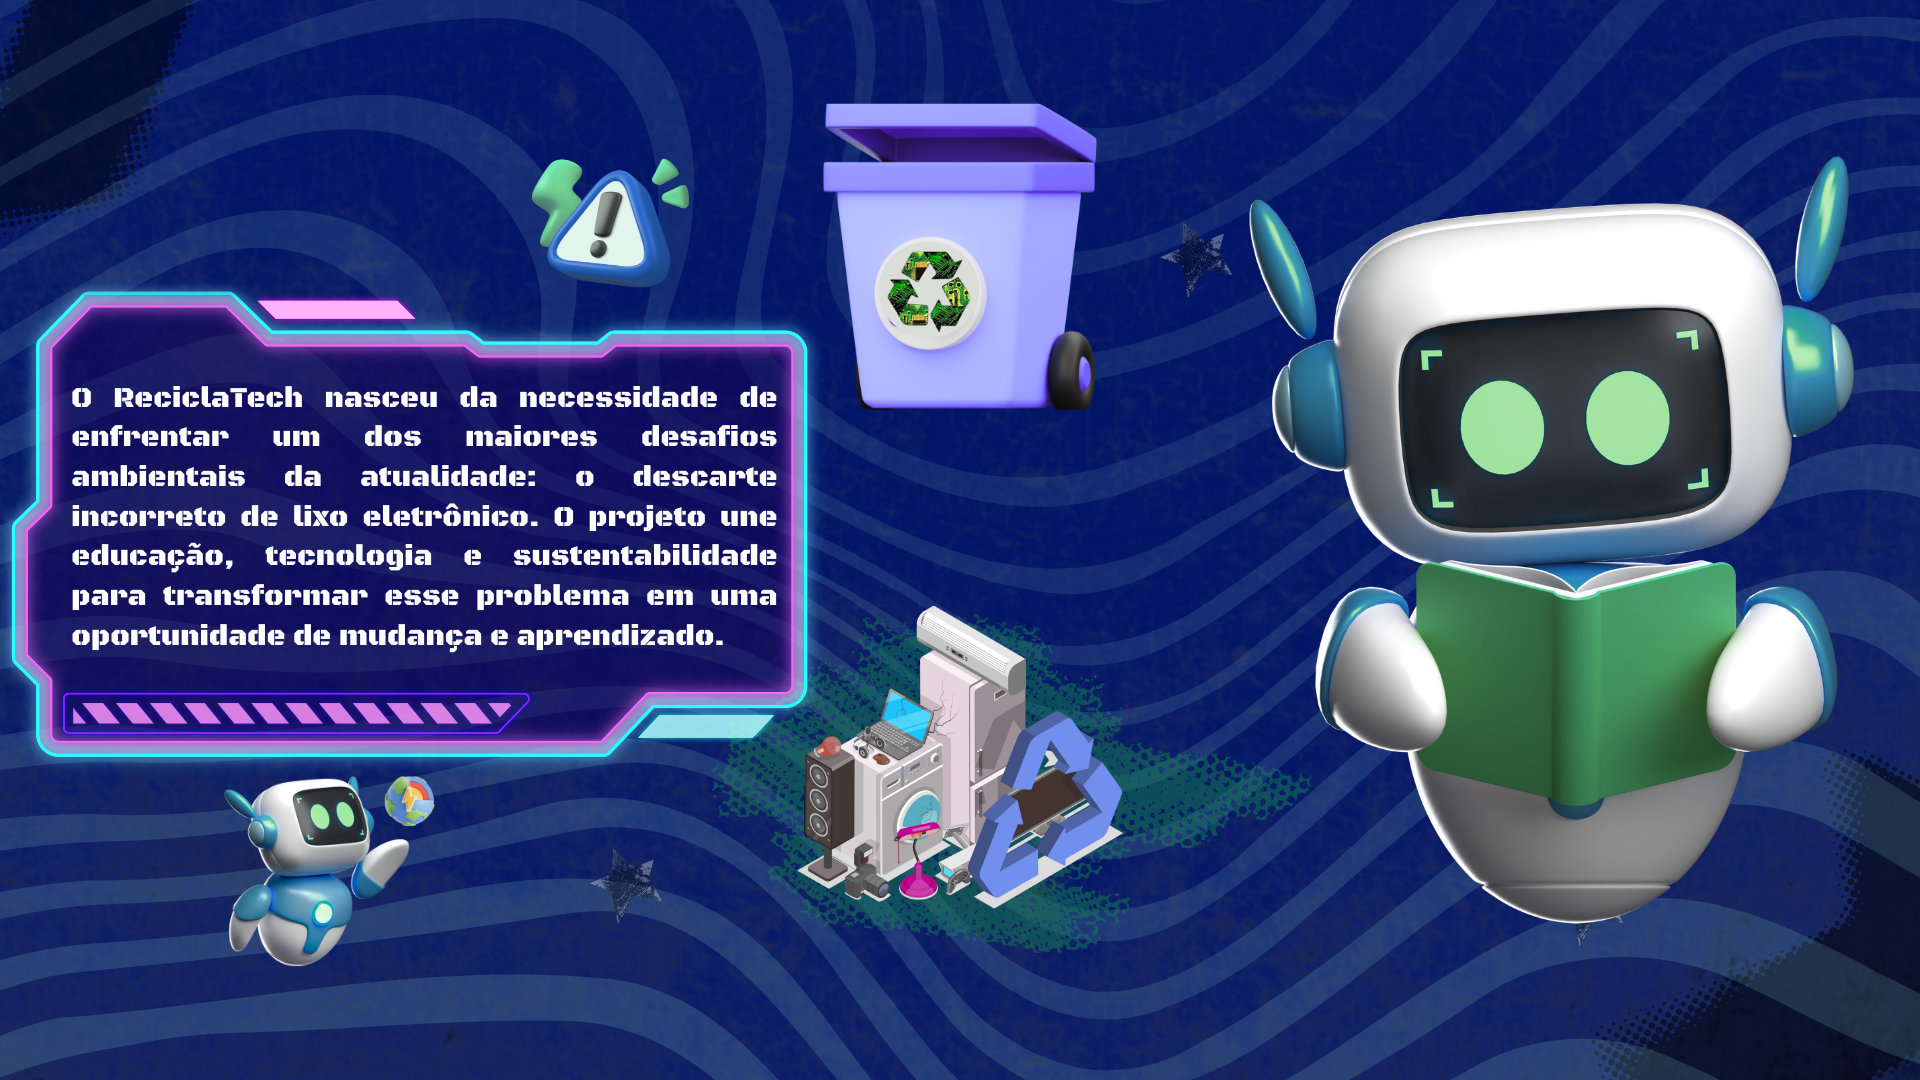 O ReciclaTech nasceu da necessidade de
enfrentar um dos maiores desafios
ambientais da atualidade: o descarte
incorreto de lixo eletrônico. O projeto une
educação, tecnologia e sustentabilidade
para transformar esse problema em uma
oportunidade de mudança e aprendizado.